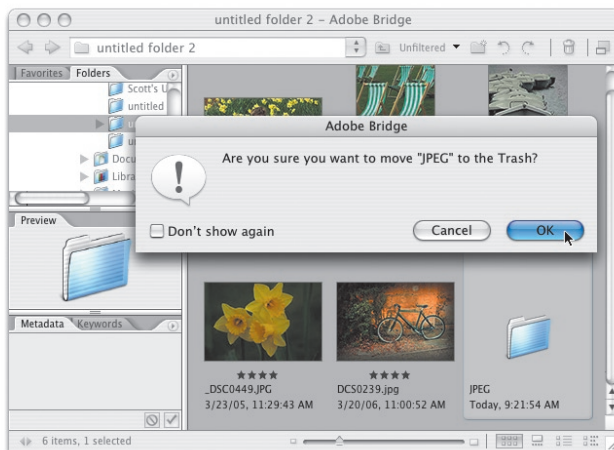 untitled folder 2 – Adobe Bridge
untitled folder 2
Unfiltered
Favorites Folders
Scott's
untitled
Adobe Bridge
Are you sure you want to move "JPEG" to the Trash?
Don't show again
Cancel OK
Preview
Metadata Keywords
★★★★ ★★★★
_DSC0449.JPG DCS0239.jpg JPEG
3/23/05, 11:29:43 AM 3/20/06, 11:00:52 AM Today, 9:21:54 AM
6 items, 1 selected